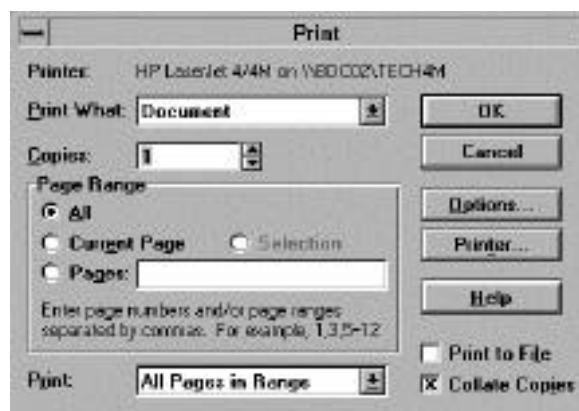 Print
Printer: HP LaserJet 4/4M on \\BDC02\TECH4M
Print What: Document
OK
Copies: 1
Cancel
Page Range
All
Options...
Current Page
Selection
Printer...
Pages:
Help
Enter page numbers and/or page ranges
separated by commas. For example, 1,3,5-12
Print to File
Print: All Pages in Range
Collate Copies